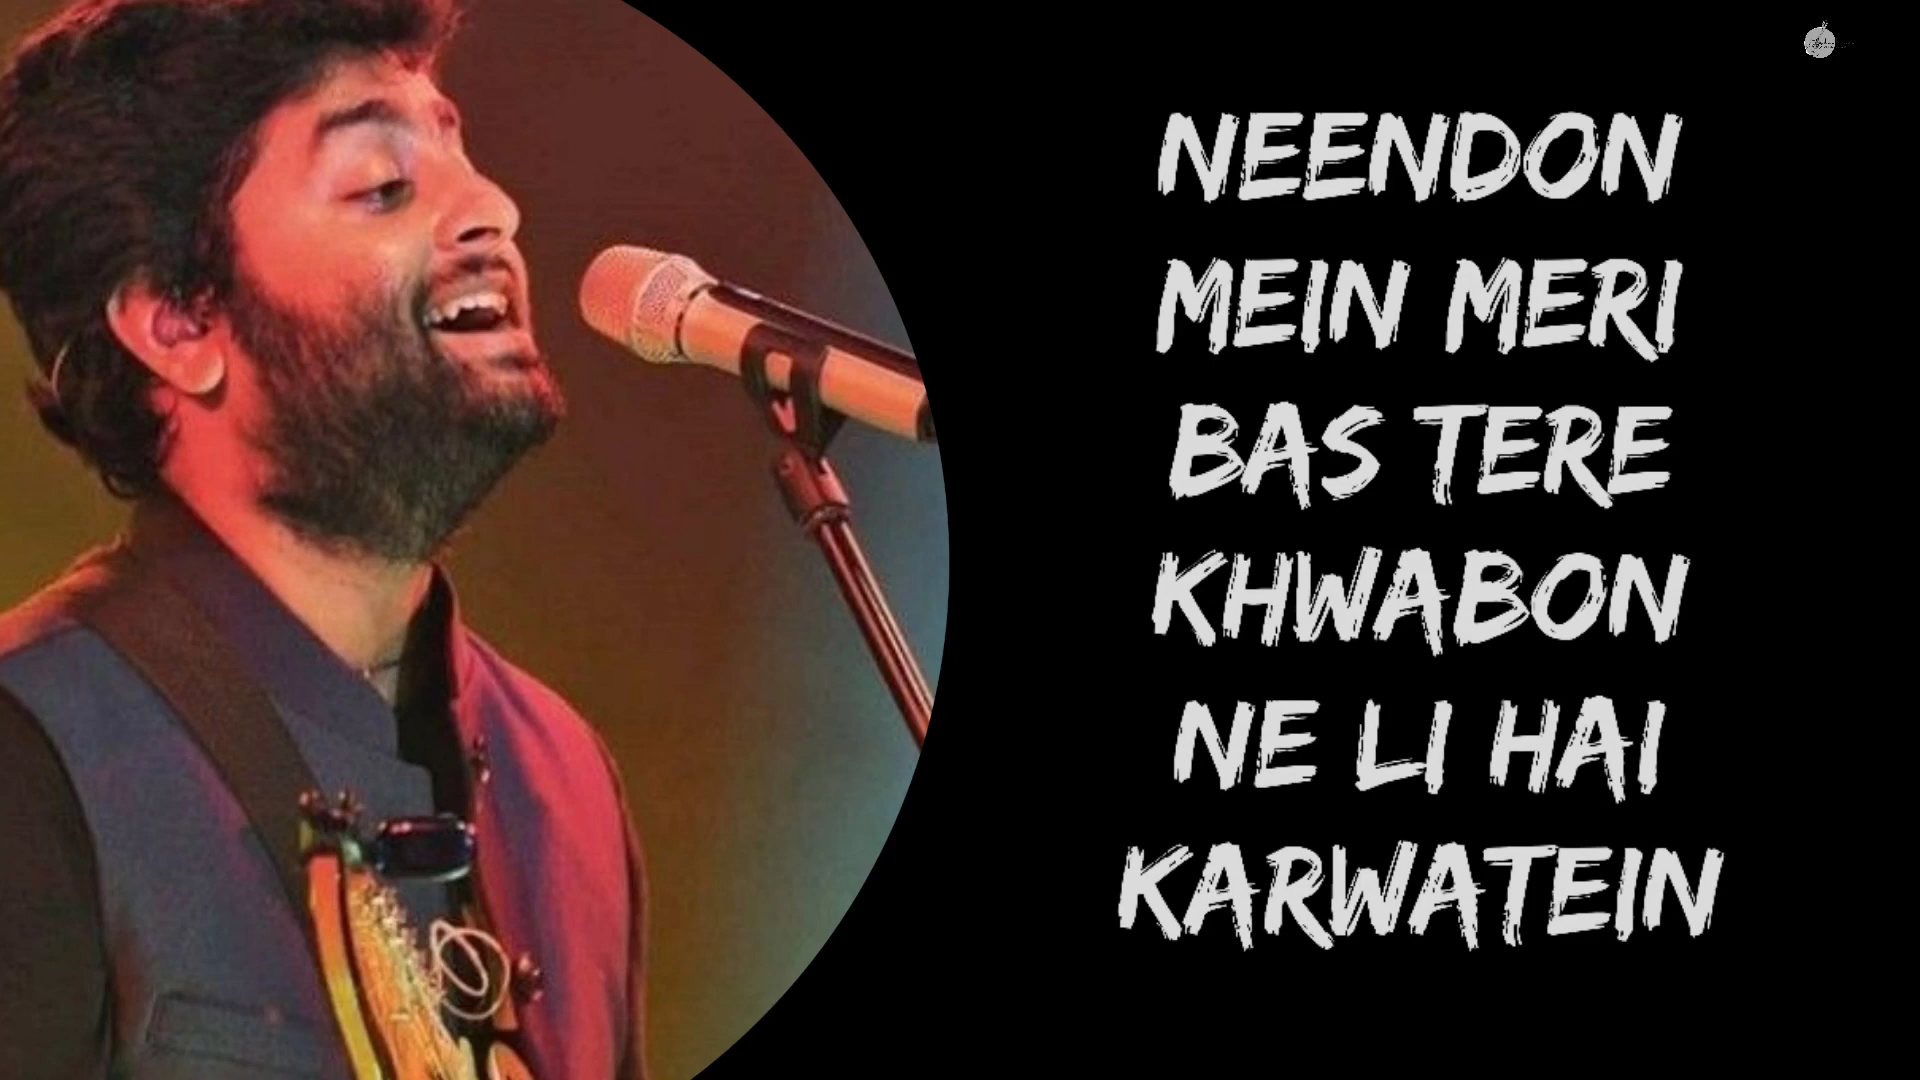 NEENDON
MEIN MERI
BAS TERE
KHWABON
NE LI HAI
KARWATEIN